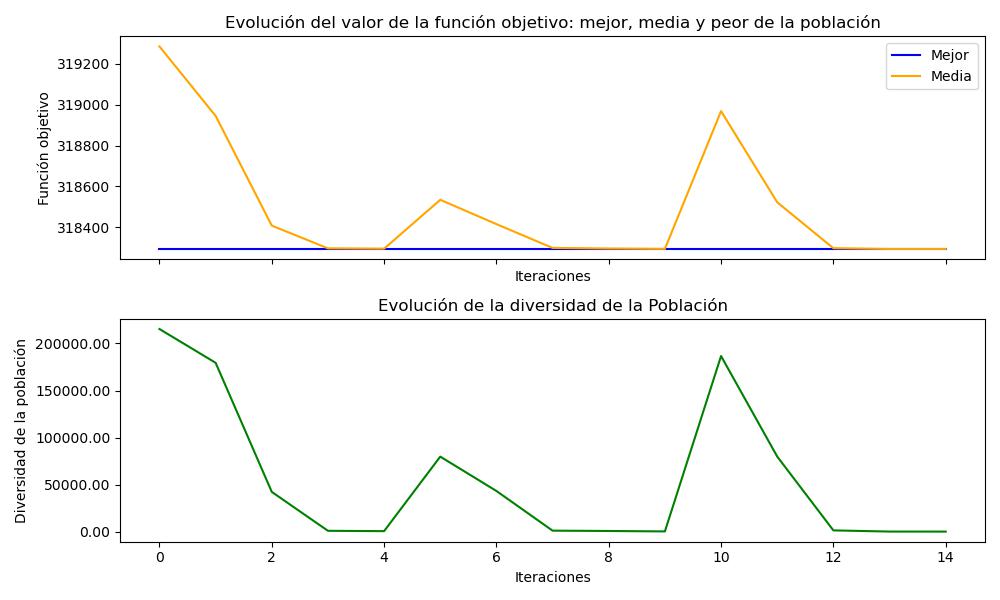 Evolución del valor de la función objetivo: mejor, media y peor de la población
Función objetivo
319200
319000
318800
318600
318400
Mejor
Media
Iteraciones
Evolución de la diversidad de la Población
Diversidad de la población
200000.00
150000.00
100000.00
50000.00
0.00
0 2 4 6 8 10 12 14
Iteraciones